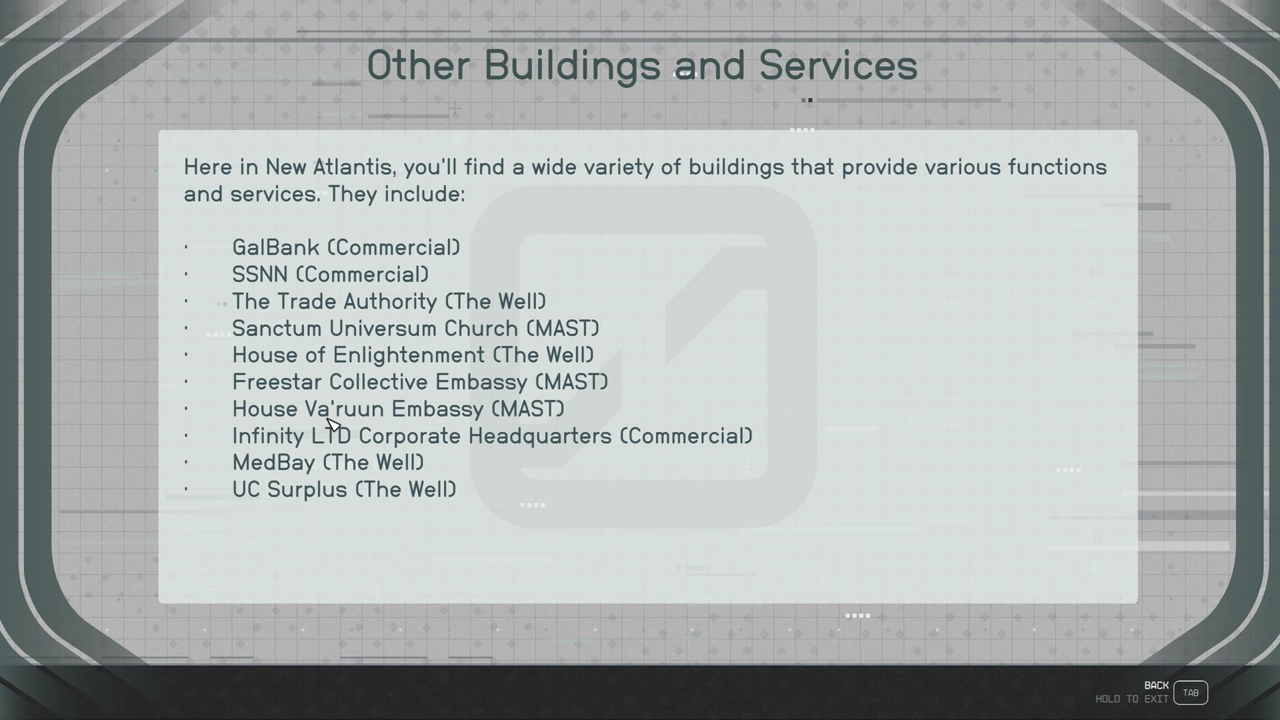 Other Buildings and Services
Here in New Atlantis, you'll find a wide variety of buildings that provide various functions
and services. They include:
· GalBank (Commercial)
· SSNN (Commercial)
· The Trade Authority (The Well)
· Sanctum Universum Church (MAST)
· House of Enlightenment (The Well)
· Freestar Collective Embassy (MAST)
· House Va'ruun Embassy (MAST)
· Infinity LTD Corporate Headquarters (Commercial)
· MedBay (The Well)
· UC Surplus (The Well)
BACK
HOLD TO EXIT TAB